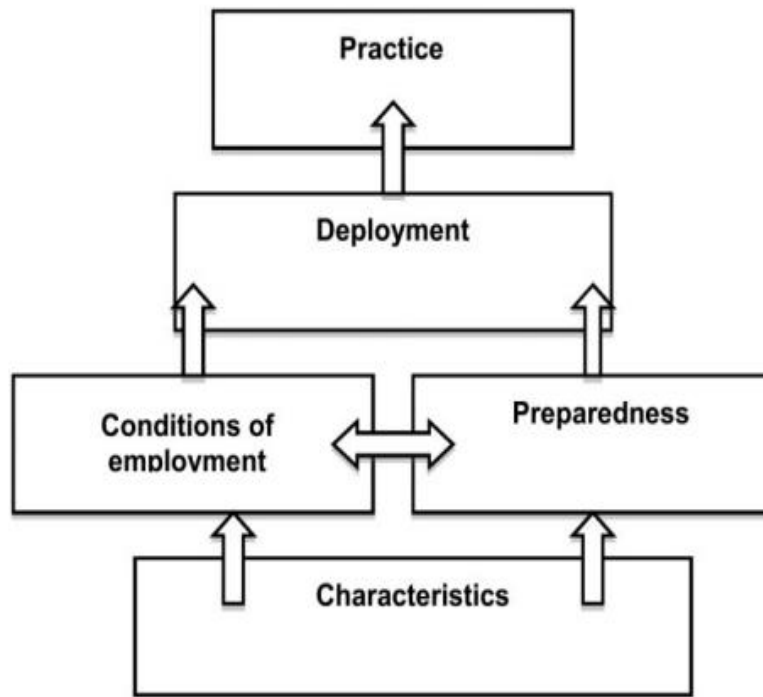 Practice
Deployment
Conditions of
employment
Preparedness
Characteristics